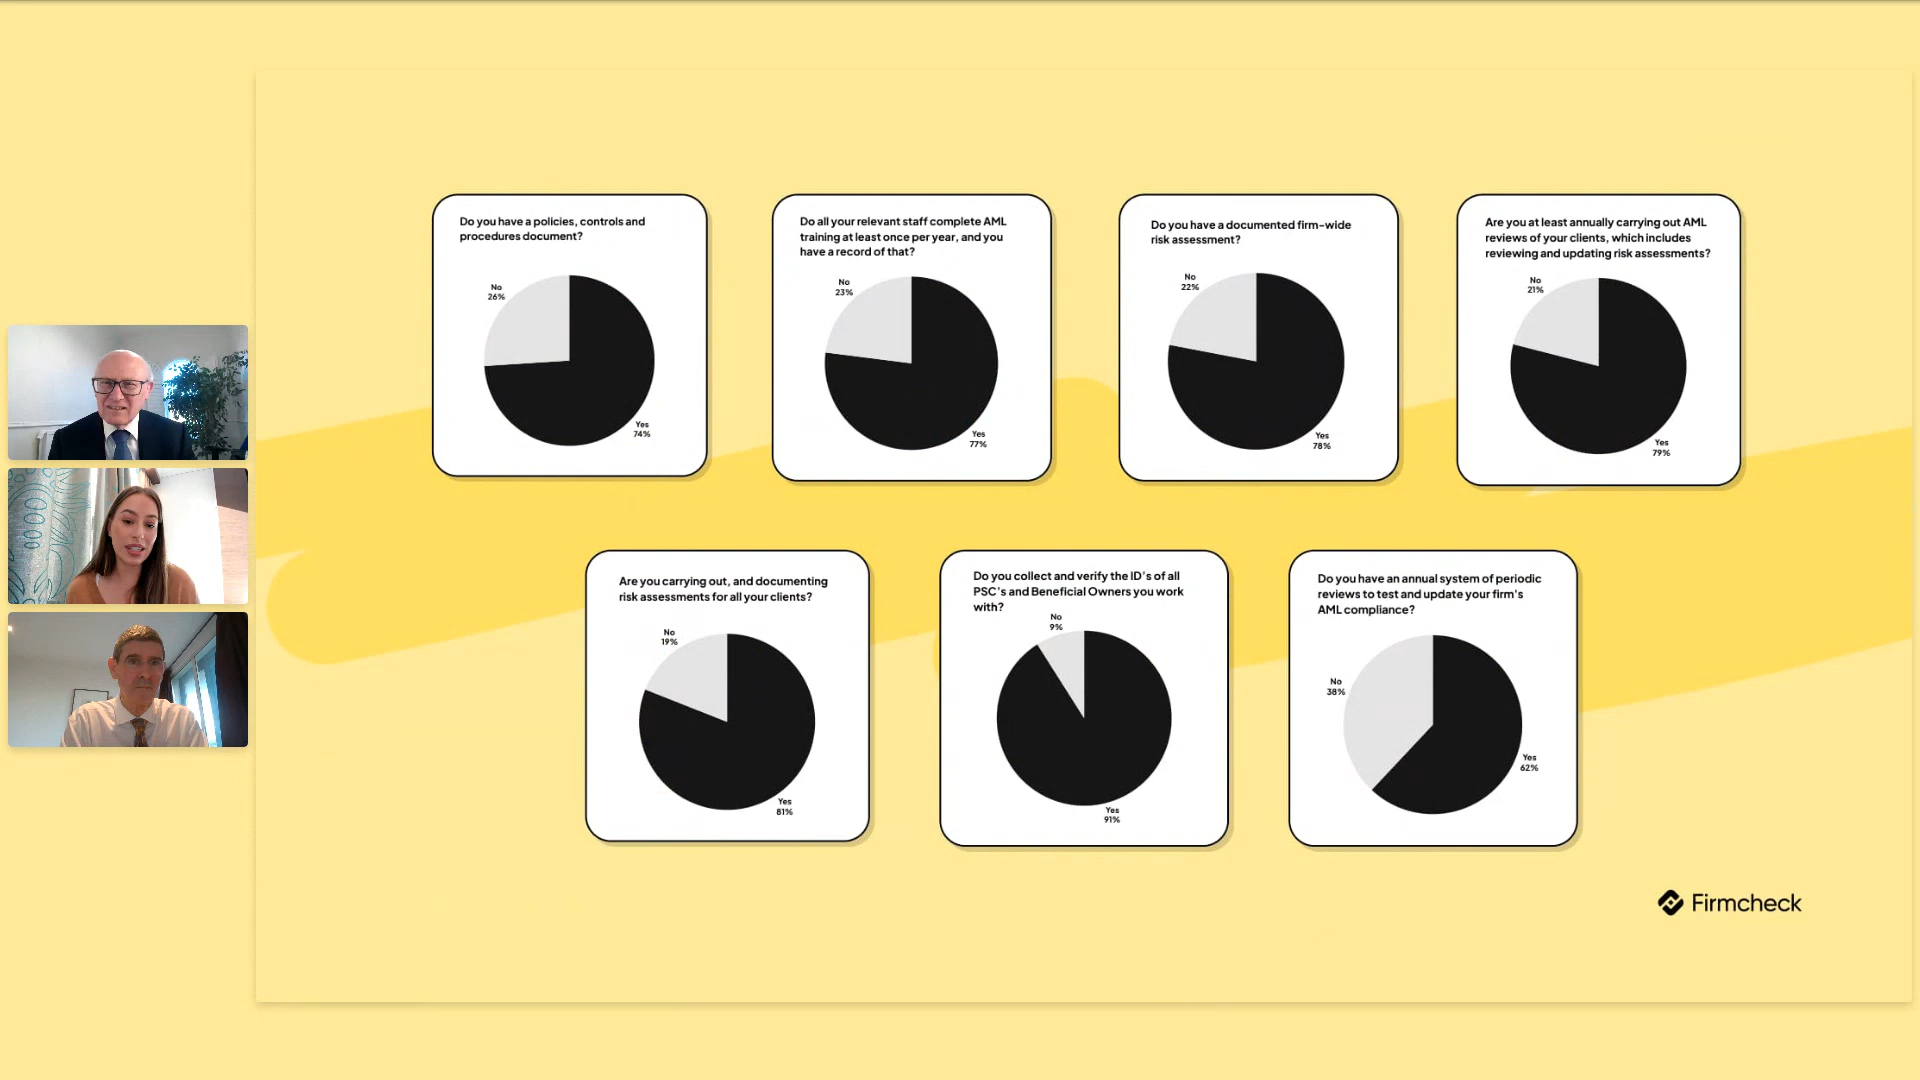 Do you have a policies, controls and
procedures document?
No
26%
Yes
74%
Do all your relevant staff complete AML
training at least once per year, and you
have a record of that?
No
23%
Yes
77%
Do you have a documented firm-wide
risk assessment?
No
22%
Yes
78%
Are you at least annually carrying out AML
reviews of your clients, which includes
reviewing and updating risk assessments?
No
21%
Yes
79%
Are you carrying out, and documenting
risk assessments for all your clients?
No
19%
Yes
81%
Do you collect and verify the ID's of all
PSC's and Beneficial Owners you work
with?
No
9%
Yes
91%
Do you have an annual system of periodic
reviews to test and update your firm's
AML compliance?
No
38%
Yes
62%
Firmcheck